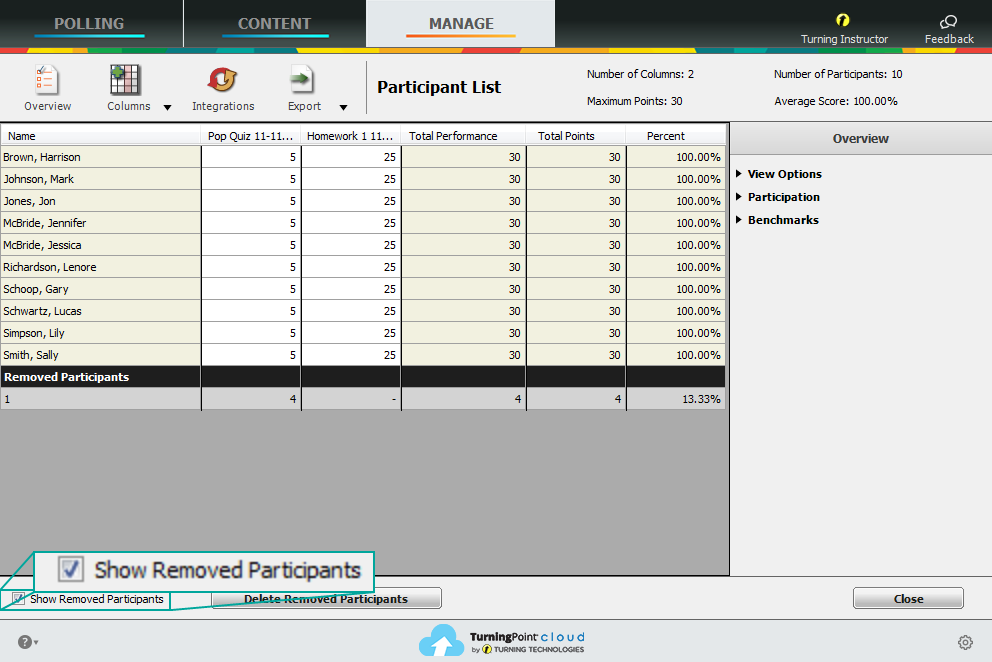 POLLING CONTENT MANAGE
Turning Instructor Feedback
Overview Columns Integrations Export
Participant List
Number of Columns: 2 Number of Participants: 10
Maximum Points: 30 Average Score: 100.00%
Name Pop Quiz 11-11... Homework 1 11... Total Performance Total Points Percent
Brown, Harrison 5 25 30 30 100.00%
Johnson, Mark 5 25 30 30 100.00%
Jones, Jon 5 25 30 30 100.00%
McBride, Jennifer 5 25 30 30 100.00%
McBride, Jessica 5 25 30 30 100.00%
Richardson, Lenore 5 25 30 30 100.00%
Schoop, Gary 5 25 30 30 100.00%
Schwartz, Lucas 5 25 30 30 100.00%
Simpson, Lily 5 25 30 30 100.00%
Smith, Sally 5 25 30 30 100.00%
Removed Participants
1 4 - 4 4 13.33%
Overview
View Options
Participation
Benchmarks
Show Removed Participants
Show Removed Participants Delete Removed Participants Close
?
TurningPoint cloud
by TURNING TECHNOLOGIES